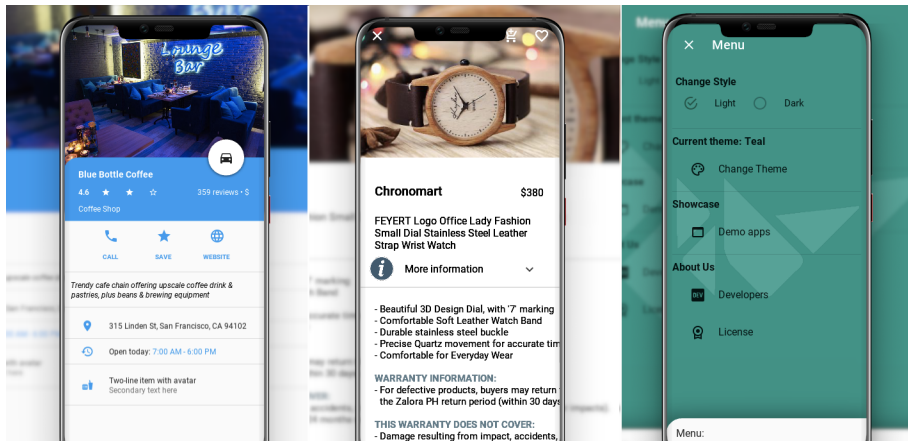 Lounge
Bar
Blue Bottle Coffee
4.6
359 reviews • $
Coffee Shop
CALL
SAVE
WEBSITE
Trendy cafe chain offering upscale coffee drink &
pastries, plus beans & brewing equipment
315 Linden St, San Francisco, CA 94102
Open today: 7:00 AM - 6:00 PM
Two-line item with avatar
Secondary text here
Chronomart
$380
FEYERT Logo Office Lady Fashion
Small Dial Stainless Steel Leather
Strap Wrist Watch
i
More information
- Beautiful 3D Design Dial, with '7' marking
- Comfortable Soft Leather Watch Band
- Durable stainless steel buckle
- Precise Quartz movement for accurate tim
- Comfortable for Everyday Wear
WARRANTY INFORMATION:
- For defective products, buyers may return
the Zalora PH return period (within 30 days
THIS WARRANTY DOES NOT COVER:
- Damage resulting from impact, accidents,
Menu
Change Style
Light
Dark
Current theme: Teal
Change Theme
Showcase
Demo apps
About Us
DEV
Developers
License
Menu: